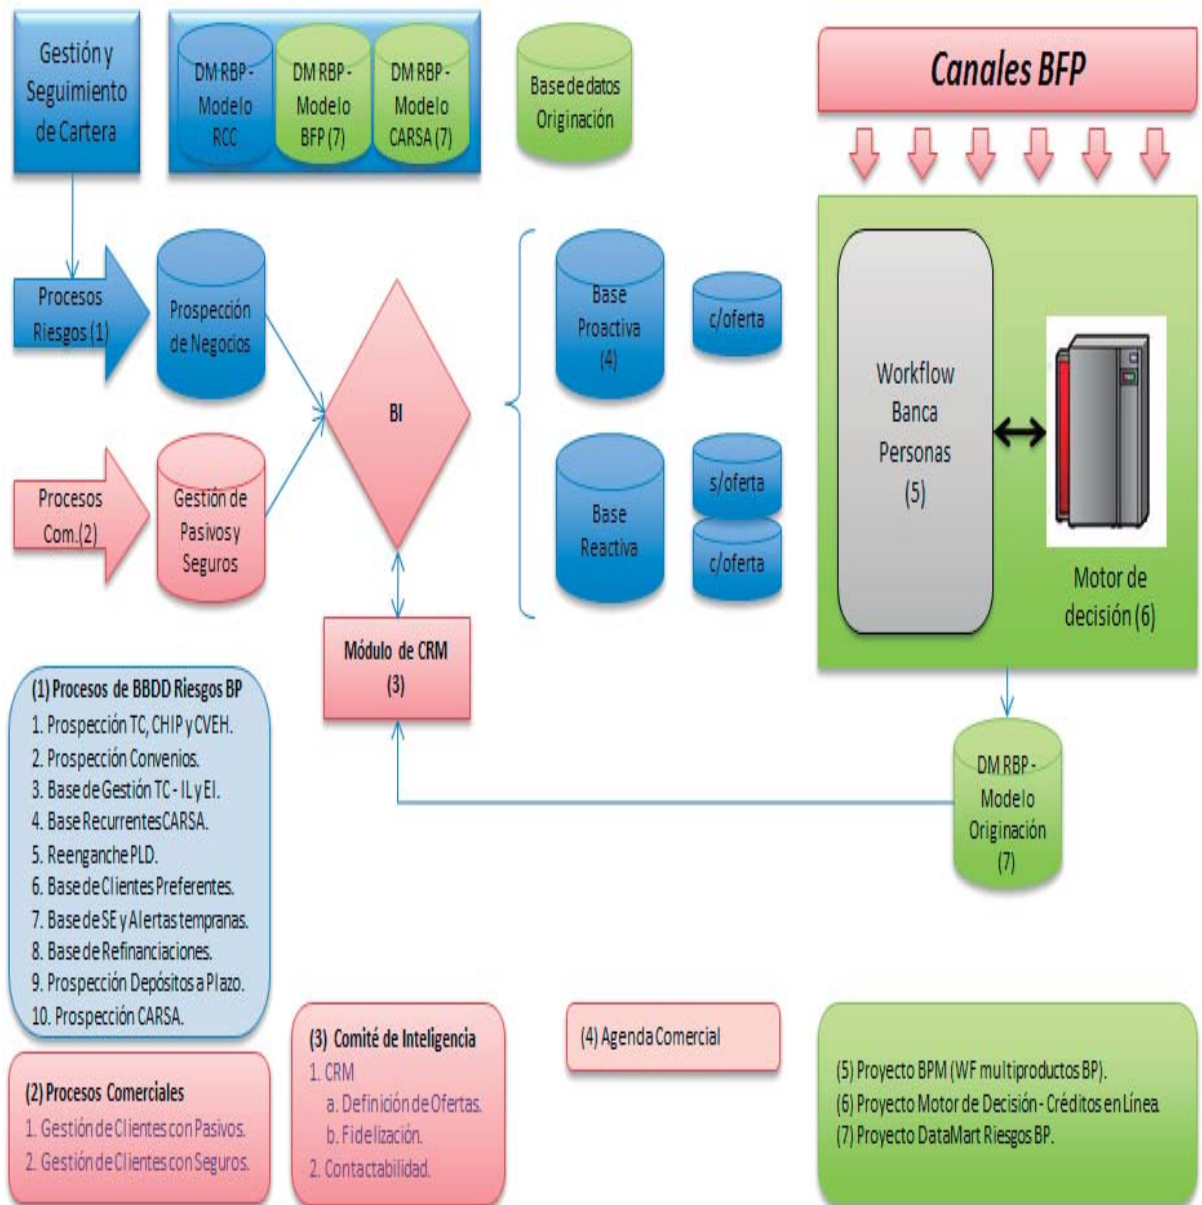 Gestión y
Seguimiento
de Cartera
DM RBP -
Modelo
RCC
DM RBP -
Modelo
BFP (7)
DM RBP -
Modelo
CARSA (7)
Base de datos
Originación
Canales BFP
Procesos
Riesgos (1)
Prospección
de Negocios
BI
Base
Proactiva
(4)
c/oferta
Procesos
Com.(2)
Gestión de
Pasivos y
Seguros
Base
Reactiva
s/oferta
c/oferta
Workflow
Banca
Personas
(5)
Motor de
decisión (6)
Módulo de CRM
(3)
DM RBP -
Modelo
Originación
(7)
(1) Procesos de BBDD Riesgos BP
1. Prospección TC, CHIP y CVEH.
2. Prospección Convenios.
3. Base de Gestión TC - IL y EI.
4. Base Recurrentes CARSA.
5. Reenganche PLD.
6. Base de Clientes Preferentes.
7. Base de SE y Alertas tempranas.
8. Base de Refinanciaciones.
9. Prospección Depósitos a Plazo.
10. Prospección CARSA.
(2) Procesos Comerciales
1. Gestión de Clientes con Pasivos.
2. Gestión de Clientes con Seguros.
(3) Comité de Inteligencia
1. CRM
a. Definición de Ofertas.
b. Fidelización.
2. Contactabilidad.
(4) Agenda Comercial
(5) Proyecto BPM (WF multiproductos BP).
(6) Proyecto Motor de Decisión - Créditos en Línea
(7) Proyecto DataMart Riesgos BP.